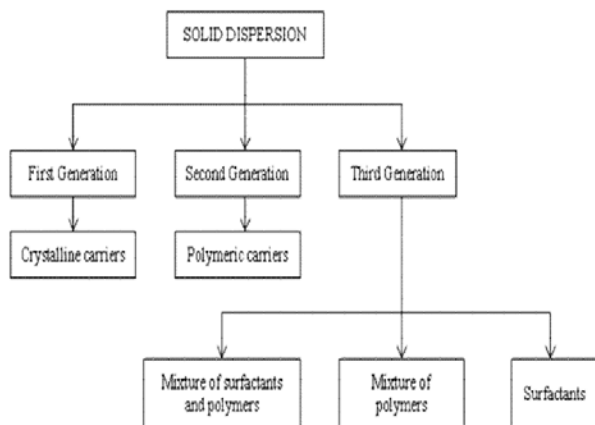 SOLID DISPERSION
First Generation
Second Generation
Third Generation
Crystalline carriers
Polymeric carriers
Mixture of surfactants
and polymers
Mixture of
polymers
Surfactants